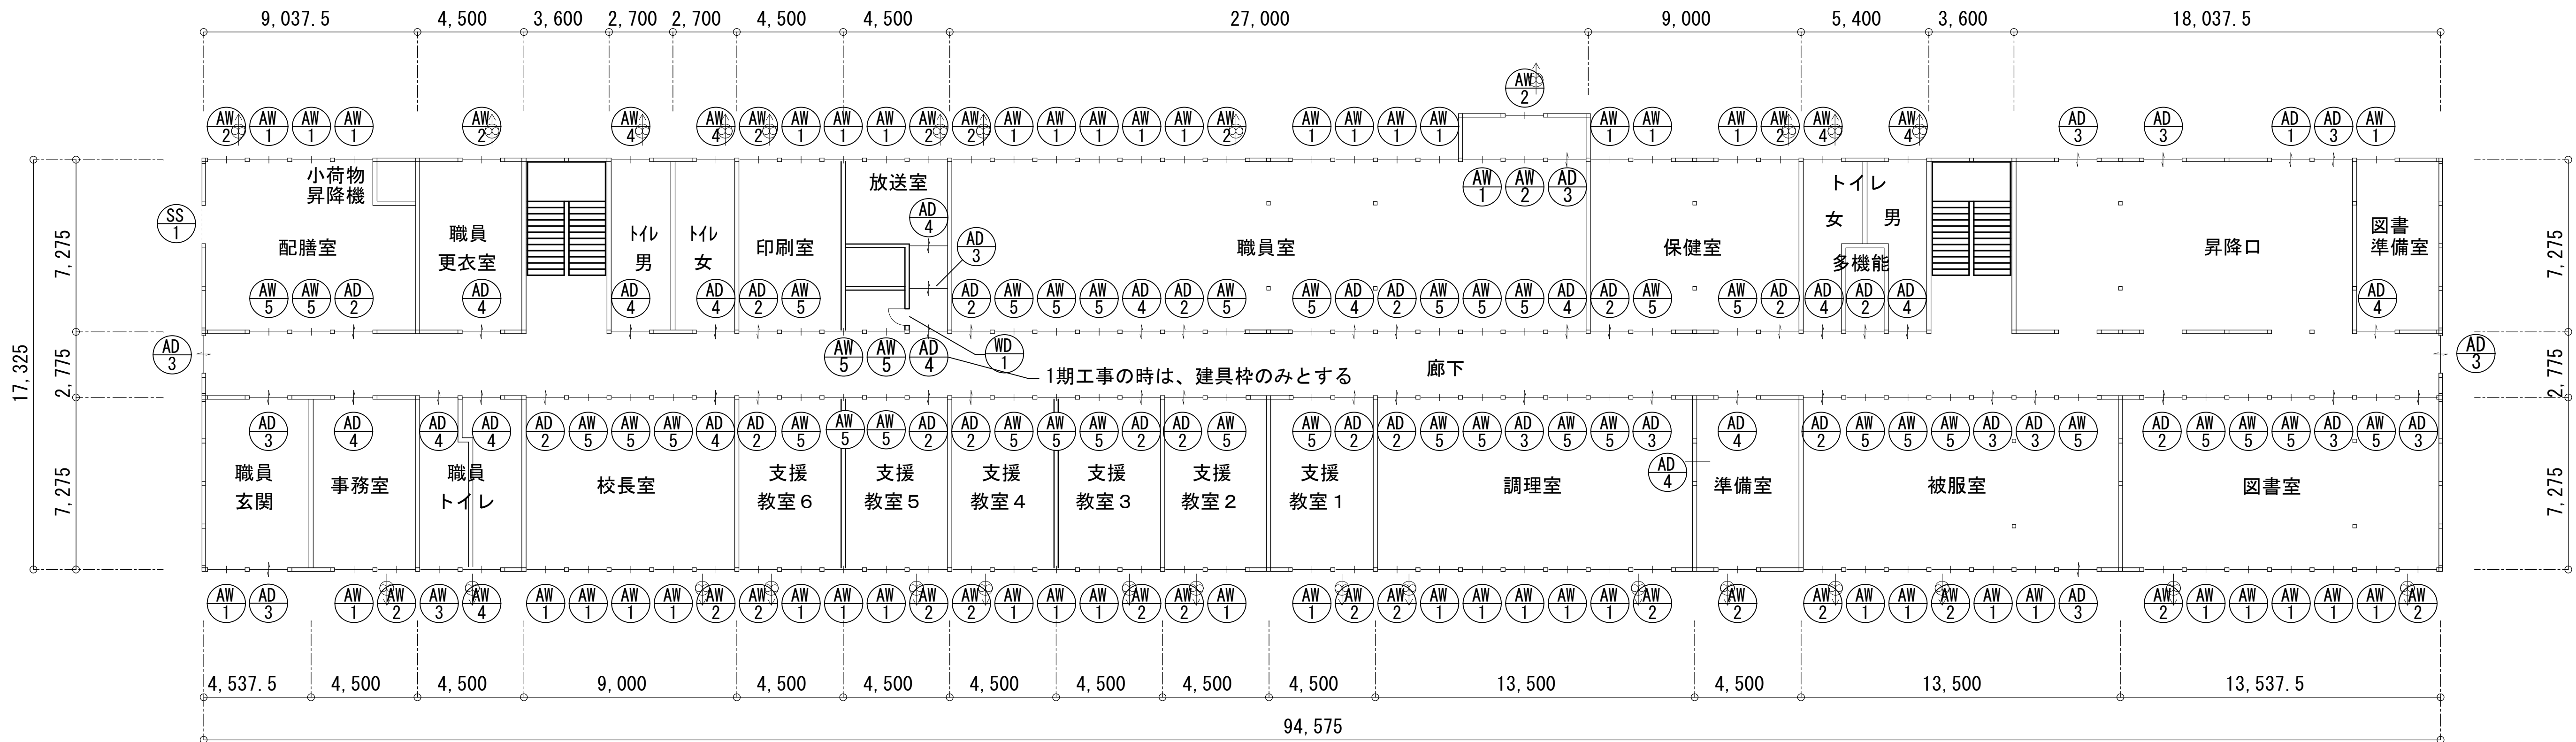 9,037.5 4,500 3,600 2,700 2,700 4,500 4,500 27,000 9,000 5,400 3,600 18,037.5
AW 2
AW 2 AW 1 AW 1 AW 1 AW 2 AW 4 AW 4 AW 2 AW 1 AW 1 AW 1 AW 2 AW 2 AW 1 AW 1 AW 1 AW 1 AW 1 AW 2 AW 1 AW 1 AW 1 AW 1 AW 1 AW 1 AW 1 AW 2 AW 4 AW 4 AD 3 AD 3 AD 1 AD 3 AW 1
小荷物
昇降機
放送室
トイレ
AW 1 AW 2 AD 3
SS 1
AD 4
女 男
AD 3
配膳室
職員
更衣室
トイレ
男
トイレ
女
印刷室
職員室
保健室
多機能
昇降口
図書
準備室
AW 5 AW 5 AD 2 AD 4 AD 4 AD 4 AD 2 AW 5 AD 2 AW 5 AW 5 AW 5 AD 4 AD 2 AW 5 AW 5 AD 4 AD 2 AW 5 AW 5 AW 5 AD 4 AD 2 AW 5 AW 5 AD 2 AD 4 AD 2 AD 4 AD 4
7,275 7,275
AD 3 AW 5 AW 5 AD 4 WD 1 AD 3
1期工事の時は、建具枠のみとする
廊下
17,325
2,775 2,775
AD 3 AD 4 AD 4 AD 4 AD 2 AW 5 AW 5 AW 5 AD 4 AD 2 AW 5 AW 5 AW 5 AD 2 AD 2 AW 5 AW 5 AW 5 AD 2 AD 2 AW 5 AW 5 AD 2 AD 2 AW 5 AW 5 AD 3 AW 5 AW 5 AD 3 AD 4 AD 2 AW 5 AW 5 AW 5 AD 3 AD 3 AW 5 AD 2 AW 5 AW 5 AW 5 AD 3 AW 5 AD 3
AD 4
職員
玄関
事務室
職員
トイレ
校長室
支援
教室6
支援
教室5
支援
教室4
支援
教室3
支援
教室2
支援
教室1
調理室
準備室
被服室
図書室
7,275 7,275
AW 1 AD 3 AW 1 AW 2 AW 3 AW 4 AW 1 AW 1 AW 1 AW 1 AW 2 AW 2 AW 1 AW 1 AW 1 AW 2 AW 2 AW 1 AW 1 AW 1 AW 2 AW 2 AW 1 AW 1 AW 2 AW 2 AW 1 AW 1 AW 1 AW 1 AW 1 AW 2 AW 2 AW 2 AW 1 AW 1 AW 2 AW 1 AW 1 AD 3 AW 2 AW 1 AW 1 AW 1 AW 1 AW 1 AW 2
4,537.5 4,500 4,500 9,000 4,500 4,500 4,500 4,500 4,500 4,500 13,500 4,500 13,500 13,537.5
94,575